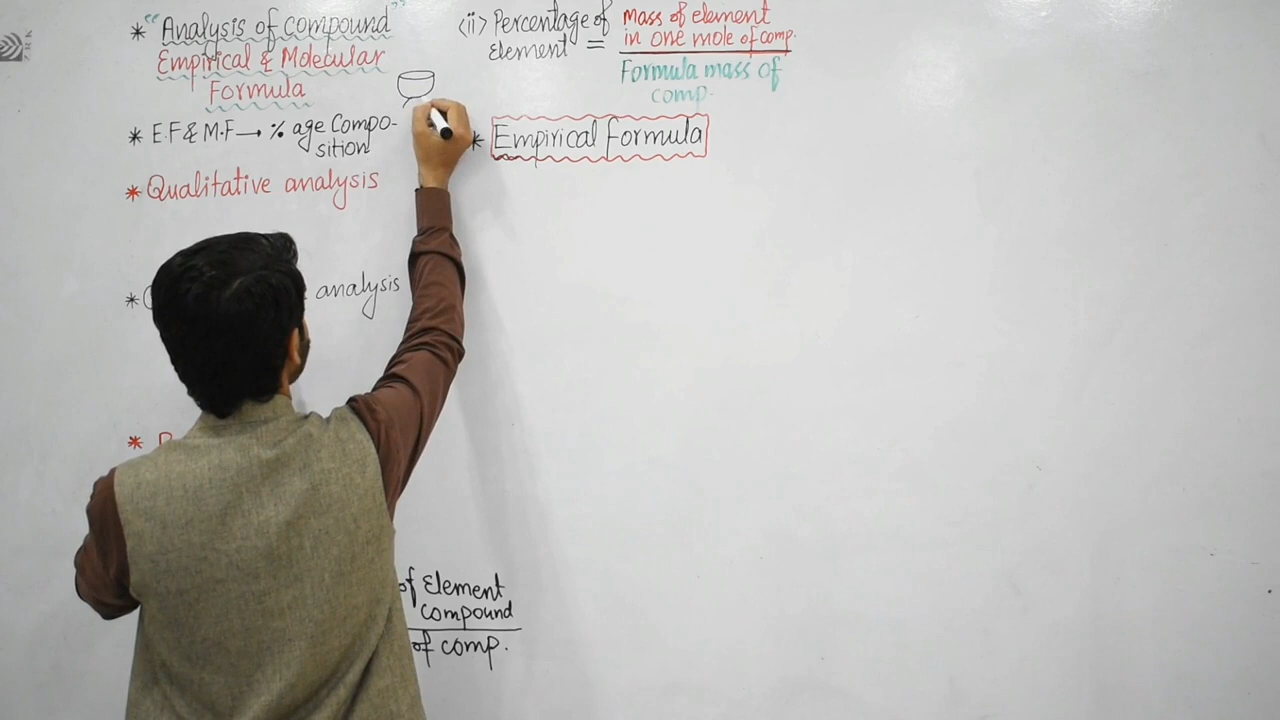 * "Analysis of compound"
Empirical & Molecular
Formula
* E.F & M.F → % age Compo-
sition
* Qualitative analysis
* analysis
*
of Element
compound
of comp.
(ii) Percentage of
Element =
Mass of element
in one mole of comp.
Formula mass of
comp.
* Empirical formula
ZRK